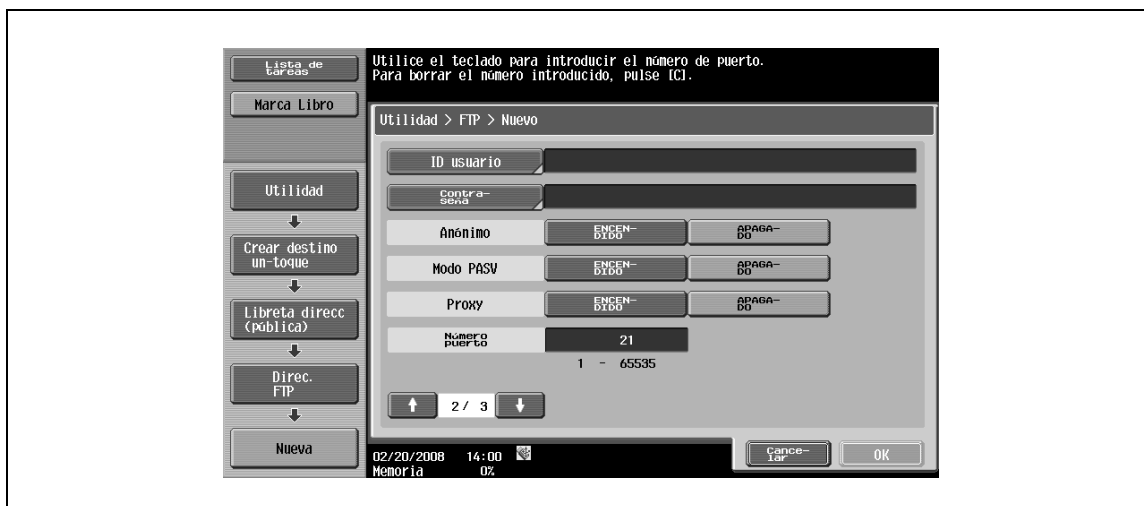 Lista de
tareas
Marca Libro
Utilice el teclado para introducir el número de puerto.
Para borrar el número introducido, pulse [C].
Utilidad > FTP > Nuevo
ID usuario
Contra-
seña
Anónimo
ENCEN-
DIDO
APAGA-
DO
Modo PASV
ENCEN-
DIDO
APAGA-
DO
Proxy
ENCEN-
DIDO
APAGA-
DO
Número
puerto
21
1 - 65535
2/ 3
Utilidad
Crear destino
un-toque
Libreta direcc
(pública)
Direc.
FTP
Nueva
02/20/2008 14:00
Memoria 0%
Cance-
lar
OK